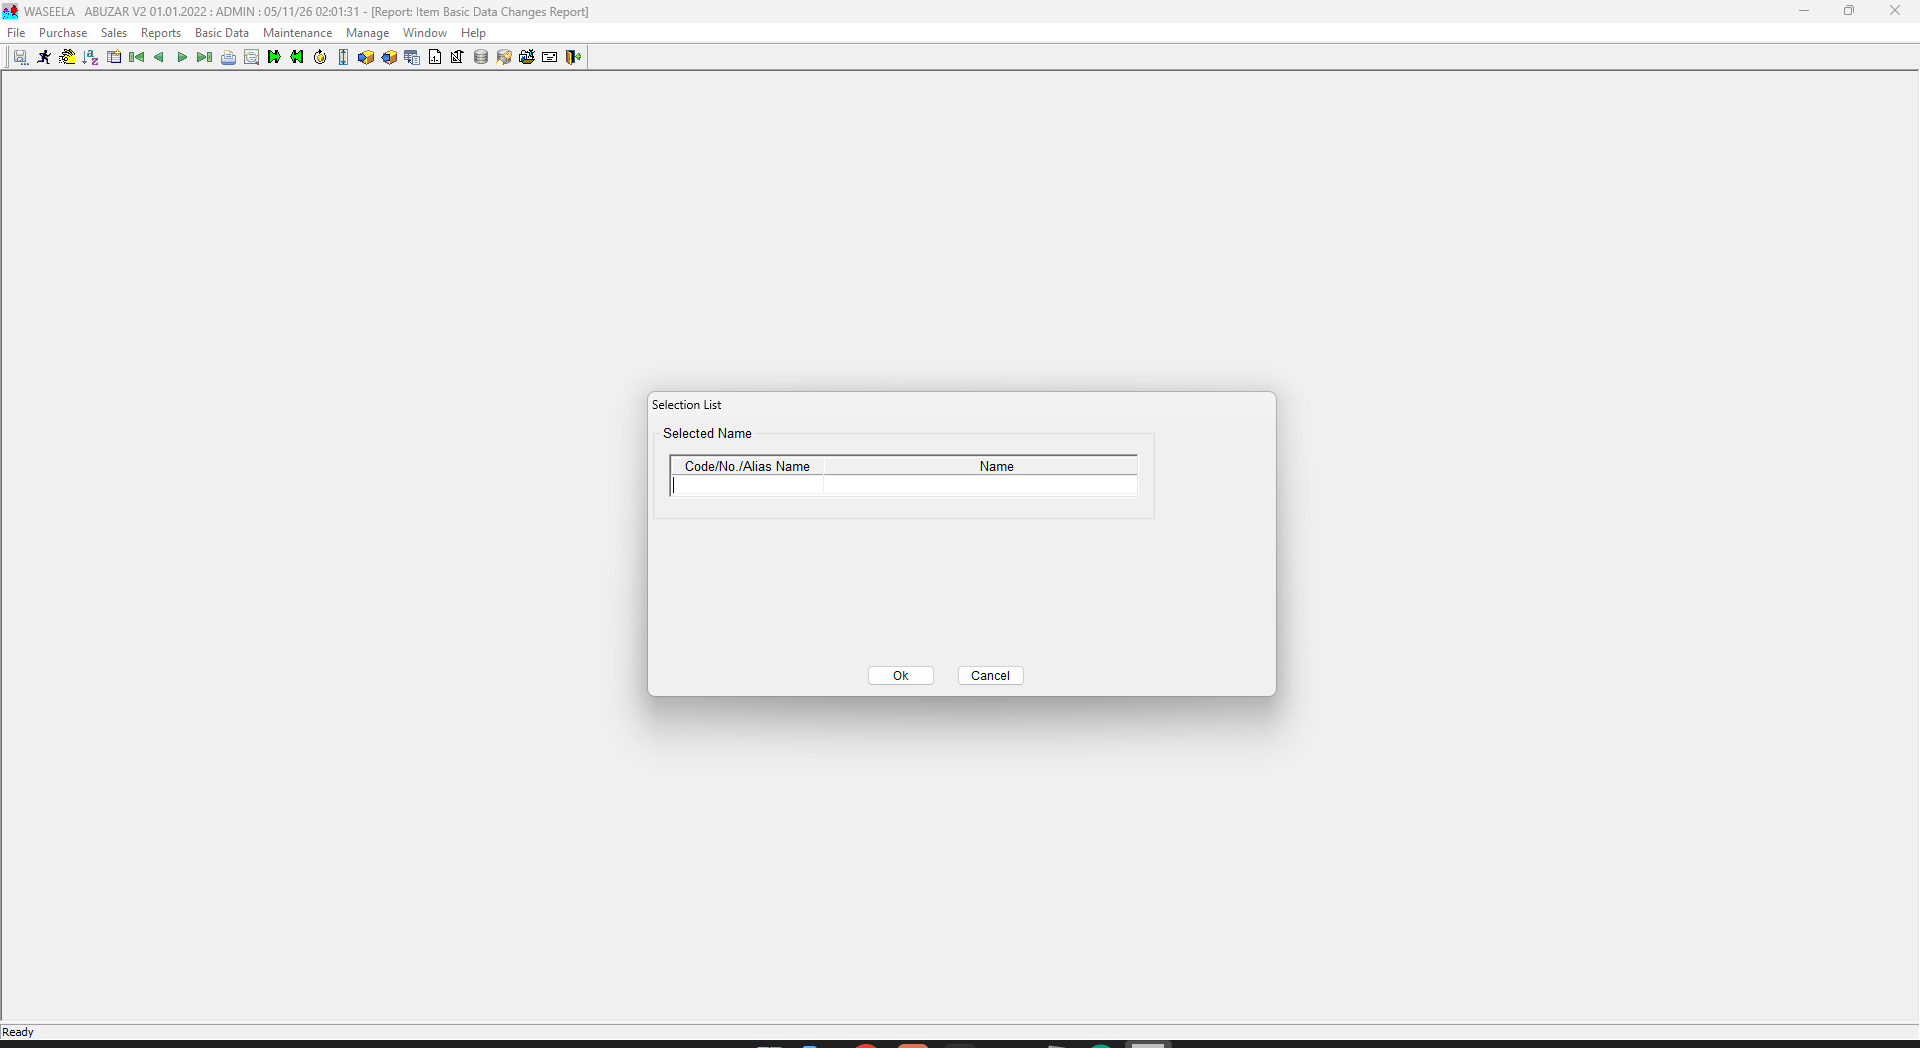 WASEELA ABUZAR V2 01.01.2022 : ADMIN : 05/11/26 02:01:31 - [Report: Item Basic Data Changes Report]
File Purchase Sales Reports Basic Data Maintenance Manage Window Help
Selection List
Selected Name
Code/No./Alias Name Name
Ok Cancel
Ready